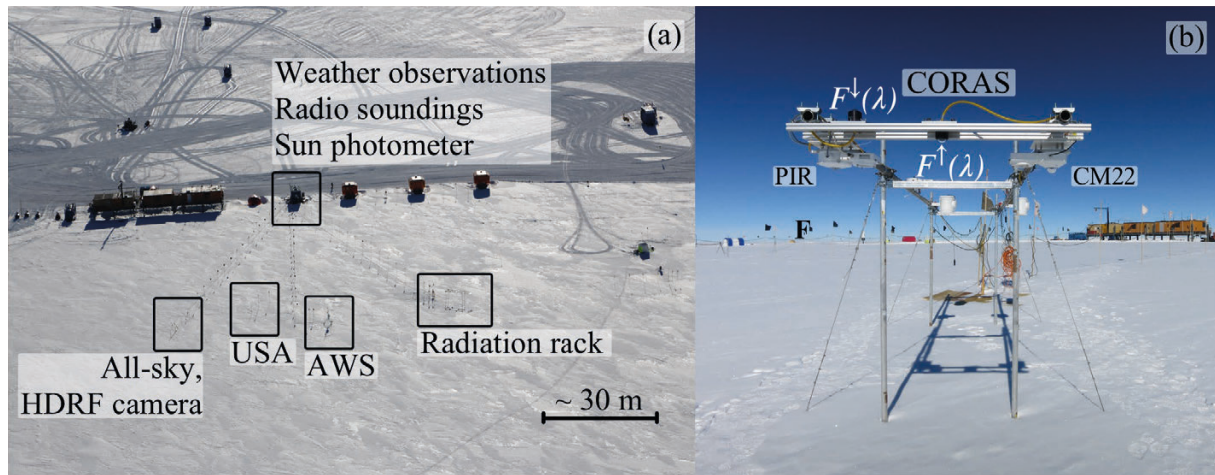 (a)
Weather observations
Radio soundings
Sun photometer
All-sky,
HDRF camera
USA
AWS
Radiation rack
~ 30 m
(b)
CORAS
F↓(λ)
F↑(λ)
PIR
CM22
F